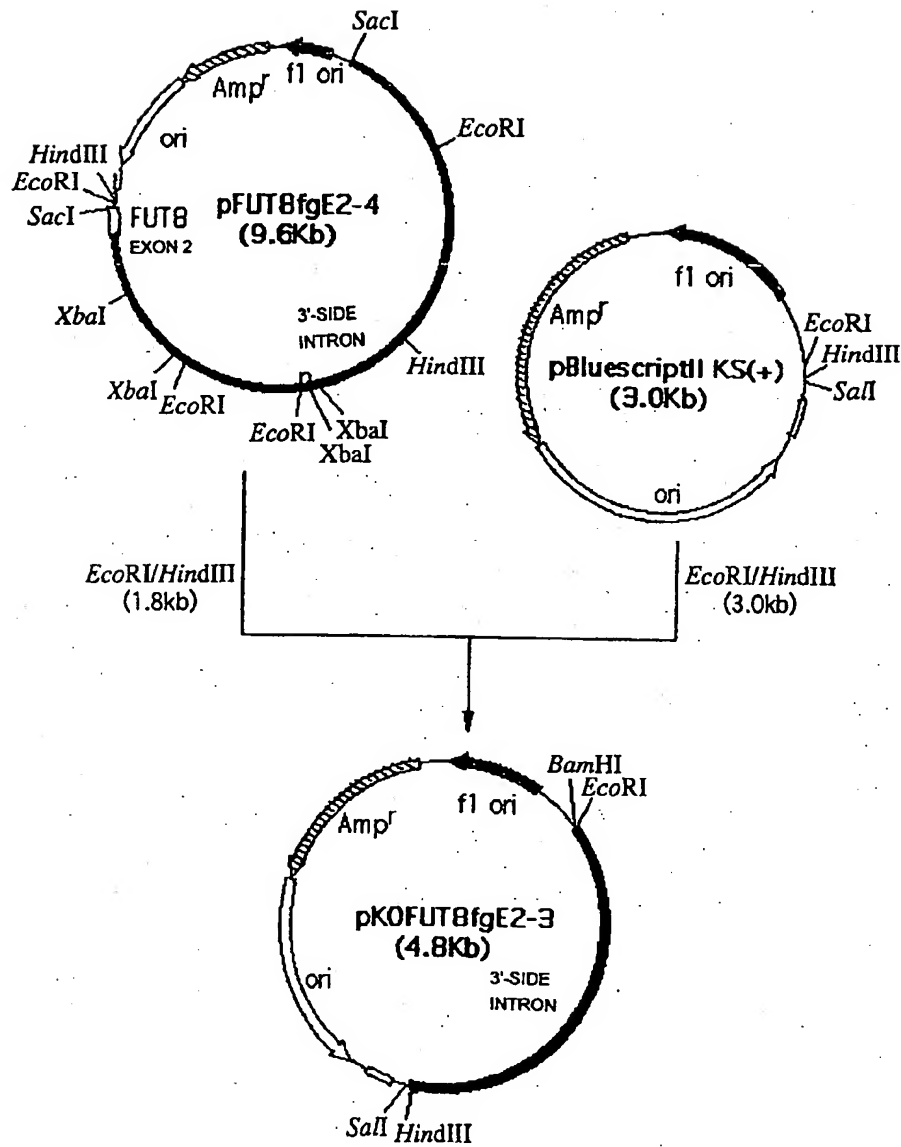 SacI
f1 ori
Ampr
ori
EcoRI
HindIII
EcoRI
SacI
FUT8
EXON 2
pFUT8fgE2-4
(9.6Kb)
XbaI
XbaI
EcoRI
3'-SIDE
INTRON
HindIII
EcoRI
XbaI
XbaI
f1 ori
Ampr
EcoRI
HindIII
SalI
pBluescriptII KS(+)
(3.0Kb)
ori
EcoRI/HindIII
(1.8kb)
EcoRI/HindIII
(3.0kb)
BamHI
EcoRI
f1 ori
Ampr
pKOFUT8fgE2-3
(4.8Kb)
3'-SIDE
INTRON
ori
SalI
HindIII